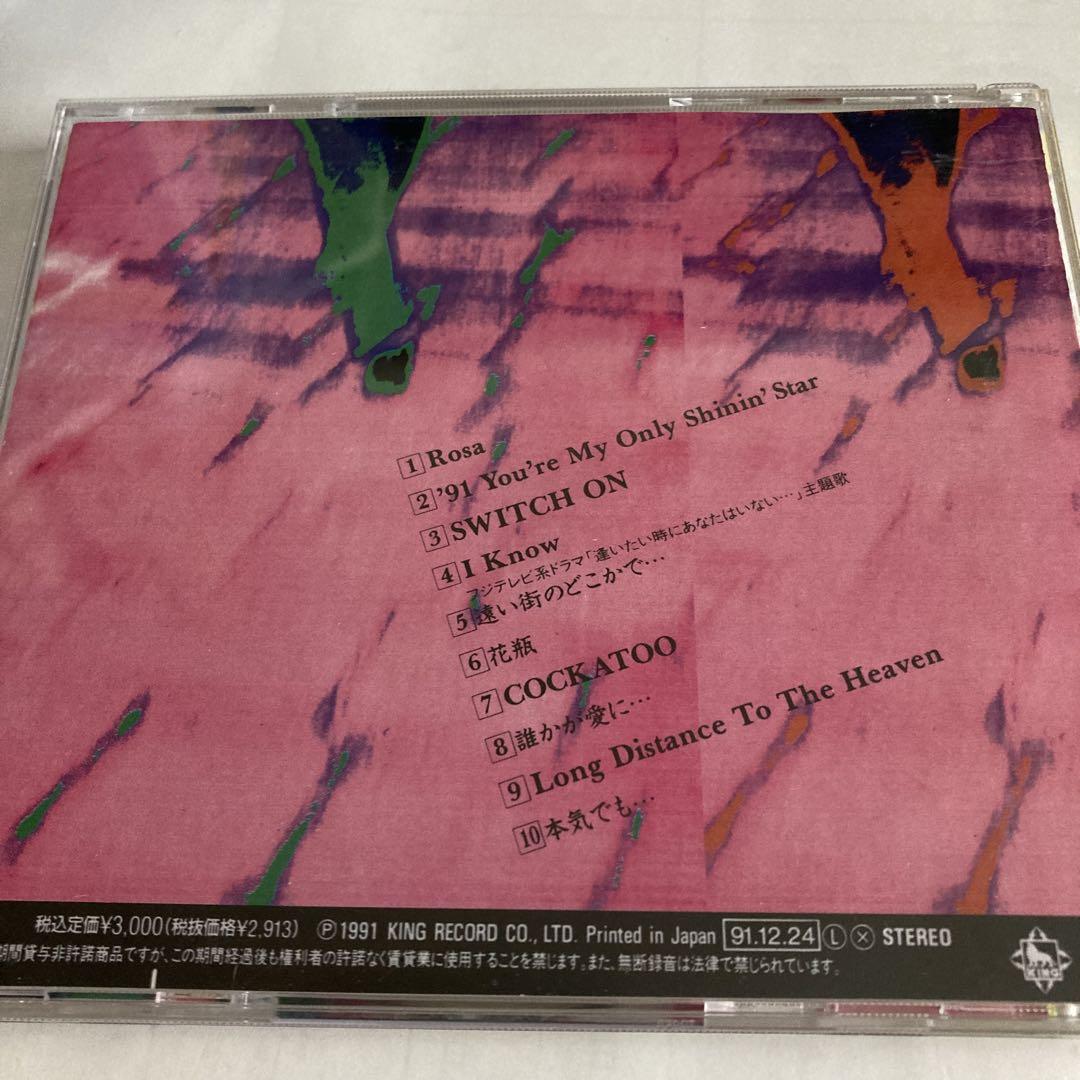 1 Rosa
2 '91 You're My Only Shinin' Star
3 SWITCH ON
4 I Know
フジテレビ系ドラマ「逢いたい時にあなたはいない…」主題歌
5 遠い街のどこかで…
6 花瓶
7 COCKATOO
8 誰かが愛に…
9 Long Distance To The Heaven
10 本気でも…
税込定価¥3,000(税抜価格¥2,913) Ⓟ1991 KING RECORD CO., LTD. Printed in Japan 91.12.24 Ⓛ Ⓧ STEREO
期間貸与非許諾商品ですが、この期間経過後も権利者の許諾なく賃貸業に使用することを禁じます。また、無断録音は法律で禁じられています。
KING